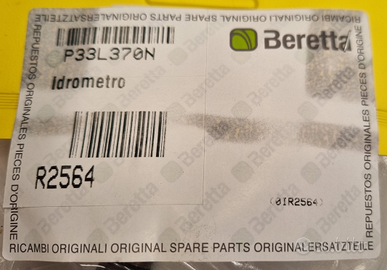 RICAMBI ORIGINALI ORIGINAL SPARE PARTS ORIGINALERSATZTEILE
Beretta
P33L370N
Idrometro
R2564
(0IR2564)
REPUESTOS ORIGINALES PIECES D'ORIGINE
REPUESTOS ORIGINALES PIECES D'ORIGINE
RICAMBI ORIGINALI ORIGINAL SPARE PARTS ORIGINALERSATZTEILE